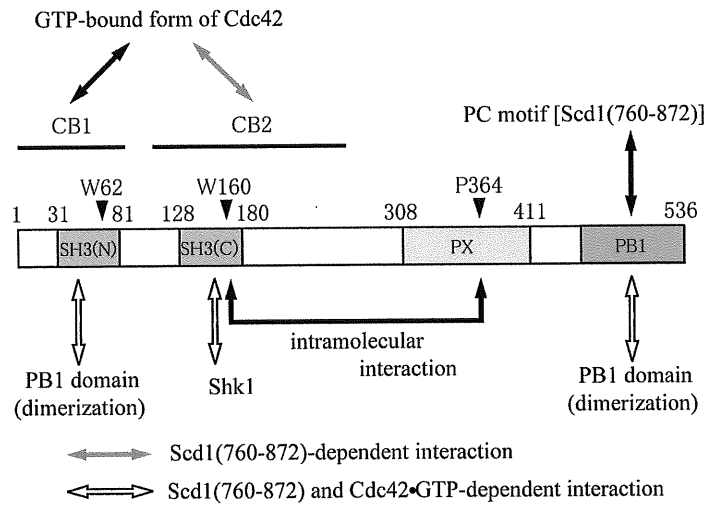 GTP-bound form of Cdc42
CB1
CB2
PC motif [Scd1(760-872)]
W62
W160
P364
1 31 81 128 180 308 411 536
SH3(N) SH3(C) PX PB1
intramolecular
interaction
PB1 domain
(dimerization)
Shk1
PB1 domain
(dimerization)
Scd1(760-872)-dependent interaction
Scd1(760-872) and Cdc42•GTP-dependent interaction